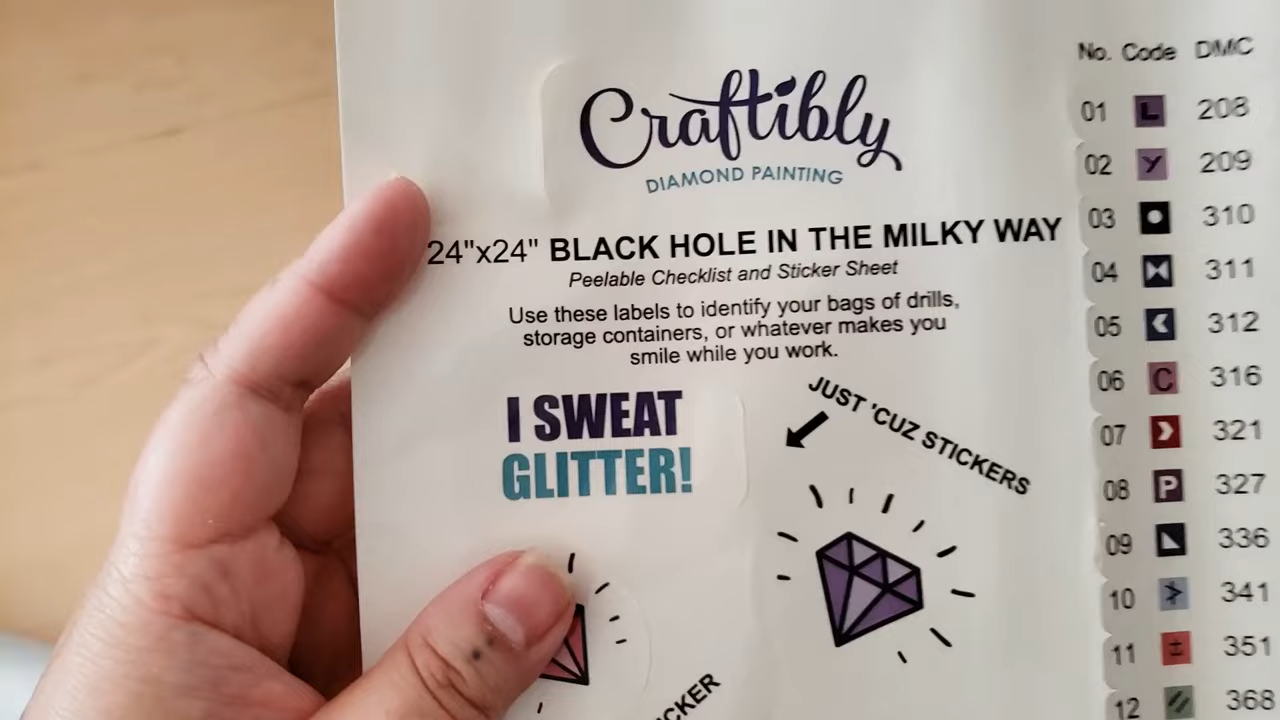 Craftibly
DIAMOND PAINTING
24"x24" BLACK HOLE IN THE MILKY WAY
Peelable Checklist and Sticker Sheet
Use these labels to identify your bags of drills,
storage containers, or whatever makes you
smile while you work.
I SWEAT
GLITTER!
JUST 'CUZ STICKERS
No. Code DMC
01 L 208
02 Y 209
03 310
04 311
05 312
06 C 316
07 321
08 P 327
09 336
10 341
11 ± 351
12 368